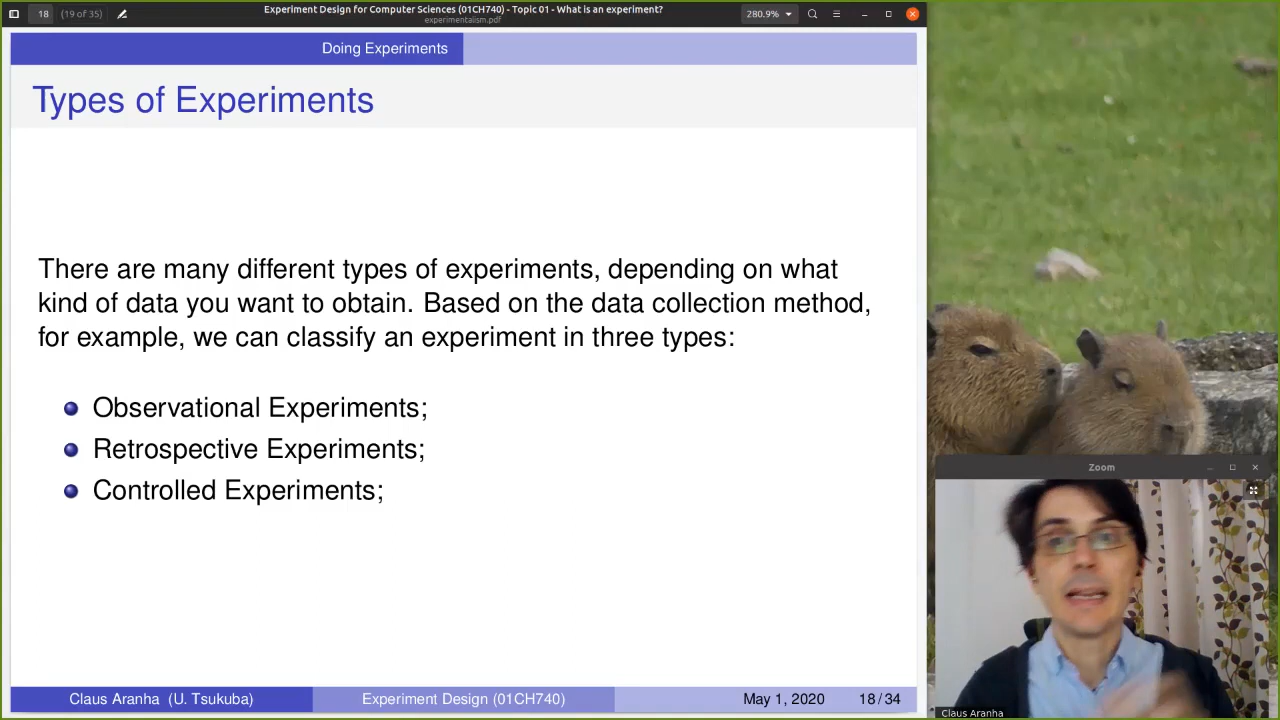 18
(19 of 35)
Experiment Design for Computer Sciences (01CH740) - Topic 01 - What is an experiment?
experimentalism.pdf
280.9%
Doing Experiments
Types of Experiments
There are many different types of experiments, depending on what
kind of data you want to obtain. Based on the data collection method,
for example, we can classify an experiment in three types:
Observational Experiments;
Retrospective Experiments;
Controlled Experiments;
Claus Aranha (U. Tsukuba)
Experiment Design (01CH740)
May 1, 2020
18 / 34
Zoom
Claus Aranha